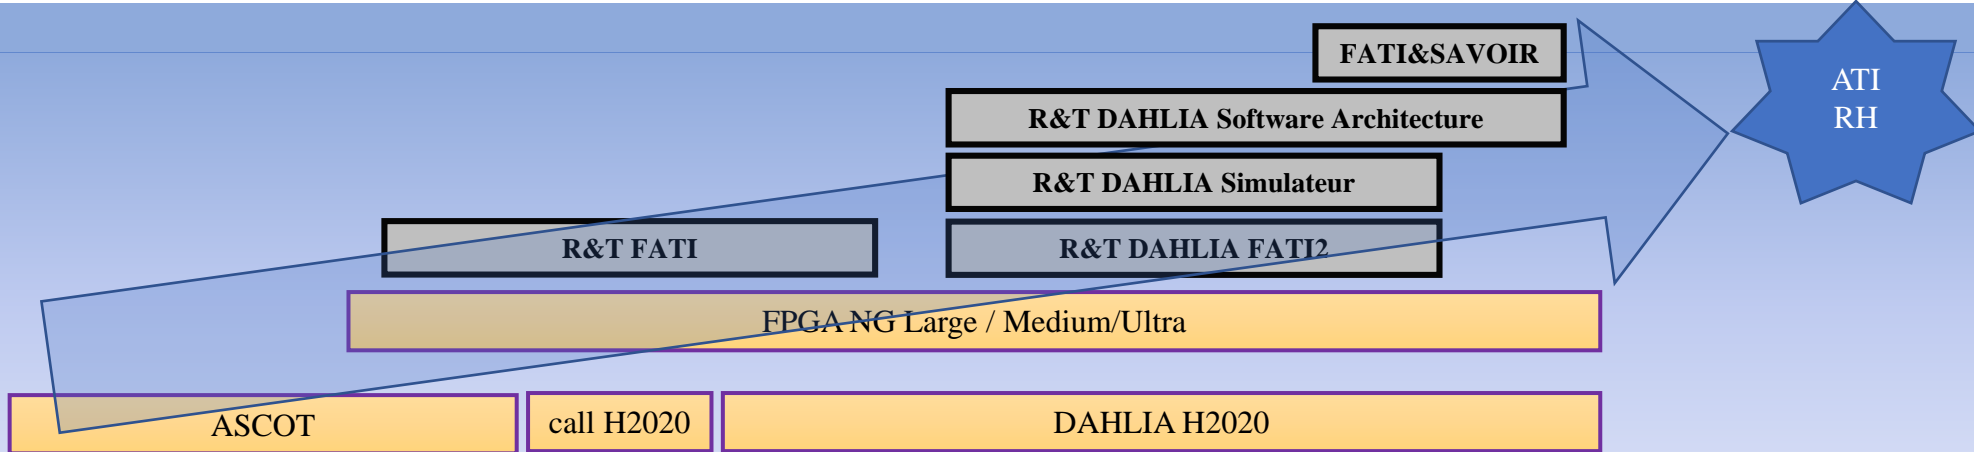 FATI&SAVOIR
ATI
RH
R&T DAHLIA Software Architecture
R&T DAHLIA Simulateur
R&T FATI
R&T DAHLIA FATI2
FPGA NG Large / Medium/Ultra
ASCOT
call H2020
DAHLIA H2020